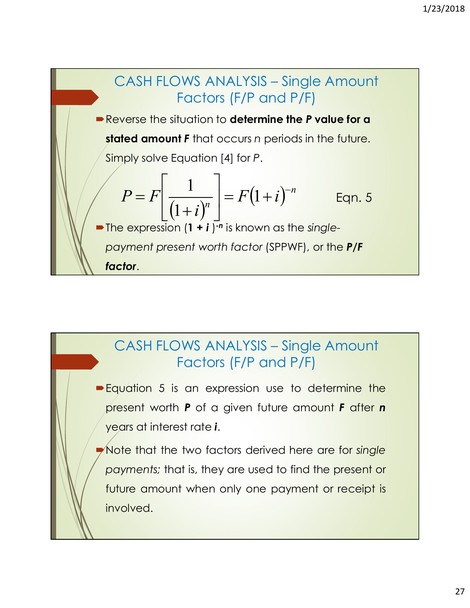 1/23/2018
CASH FLOWS ANALYSIS – Single Amount
Factors (F/P and P/F)
Reverse the situation to determine the P value for a
stated amount F that occurs n periods in the future.
Simply solve Equation [4] for P.
P = F[1/(1+i)^n] = F(1+i)^-n Eqn. 5
The expression (1 + i )-n is known as the single-
payment present worth factor (SPPWF), or the P/F
factor.
CASH FLOWS ANALYSIS – Single Amount
Factors (F/P and P/F)
Equation 5 is an expression use to determine the
present worth P of a given future amount F after n
years at interest rate i.
Note that the two factors derived here are for single
payments; that is, they are used to find the present or
future amount when only one payment or receipt is
involved.
27